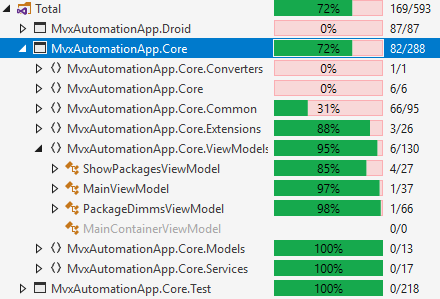 Total 72% 169/593
MvxAutomationApp.Droid 0% 87/87
MvxAutomationApp.Core 72% 82/288
MvxAutomationApp.Core.Converters 0% 1/1
MvxAutomationApp.Core 0% 6/6
MvxAutomationApp.Core.Common 31% 66/95
MvxAutomationApp.Core.Extensions 88% 3/26
MvxAutomationApp.Core.ViewModels 95% 6/130
ShowPackagesViewModel 85% 4/27
MainViewModel 97% 1/37
PackageDimmsViewModel 98% 1/66
MainContainerViewModel 0/0
MvxAutomationApp.Core.Models 100% 0/13
MvxAutomationApp.Core.Services 100% 0/17
MvxAutomationApp.Core.Test 100% 0/218